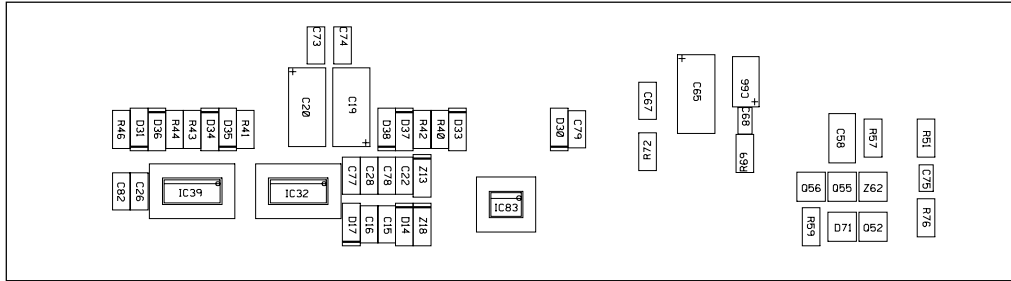 C73
C74
C20
C19
C67
C65
C66
C68
R46
D31
D36
R44
R43
D34
D35
R41
D38
D37
R42
R40
D33
D30
C79
R72
R69
C58
R57
R51
C82
C26
IC39
IC32
C77
C28
C78
C22
Z13
IC83
Q56
Q55
Z62
C75
D17
C16
C15
D14
Z18
R59
D71
Q52
R76